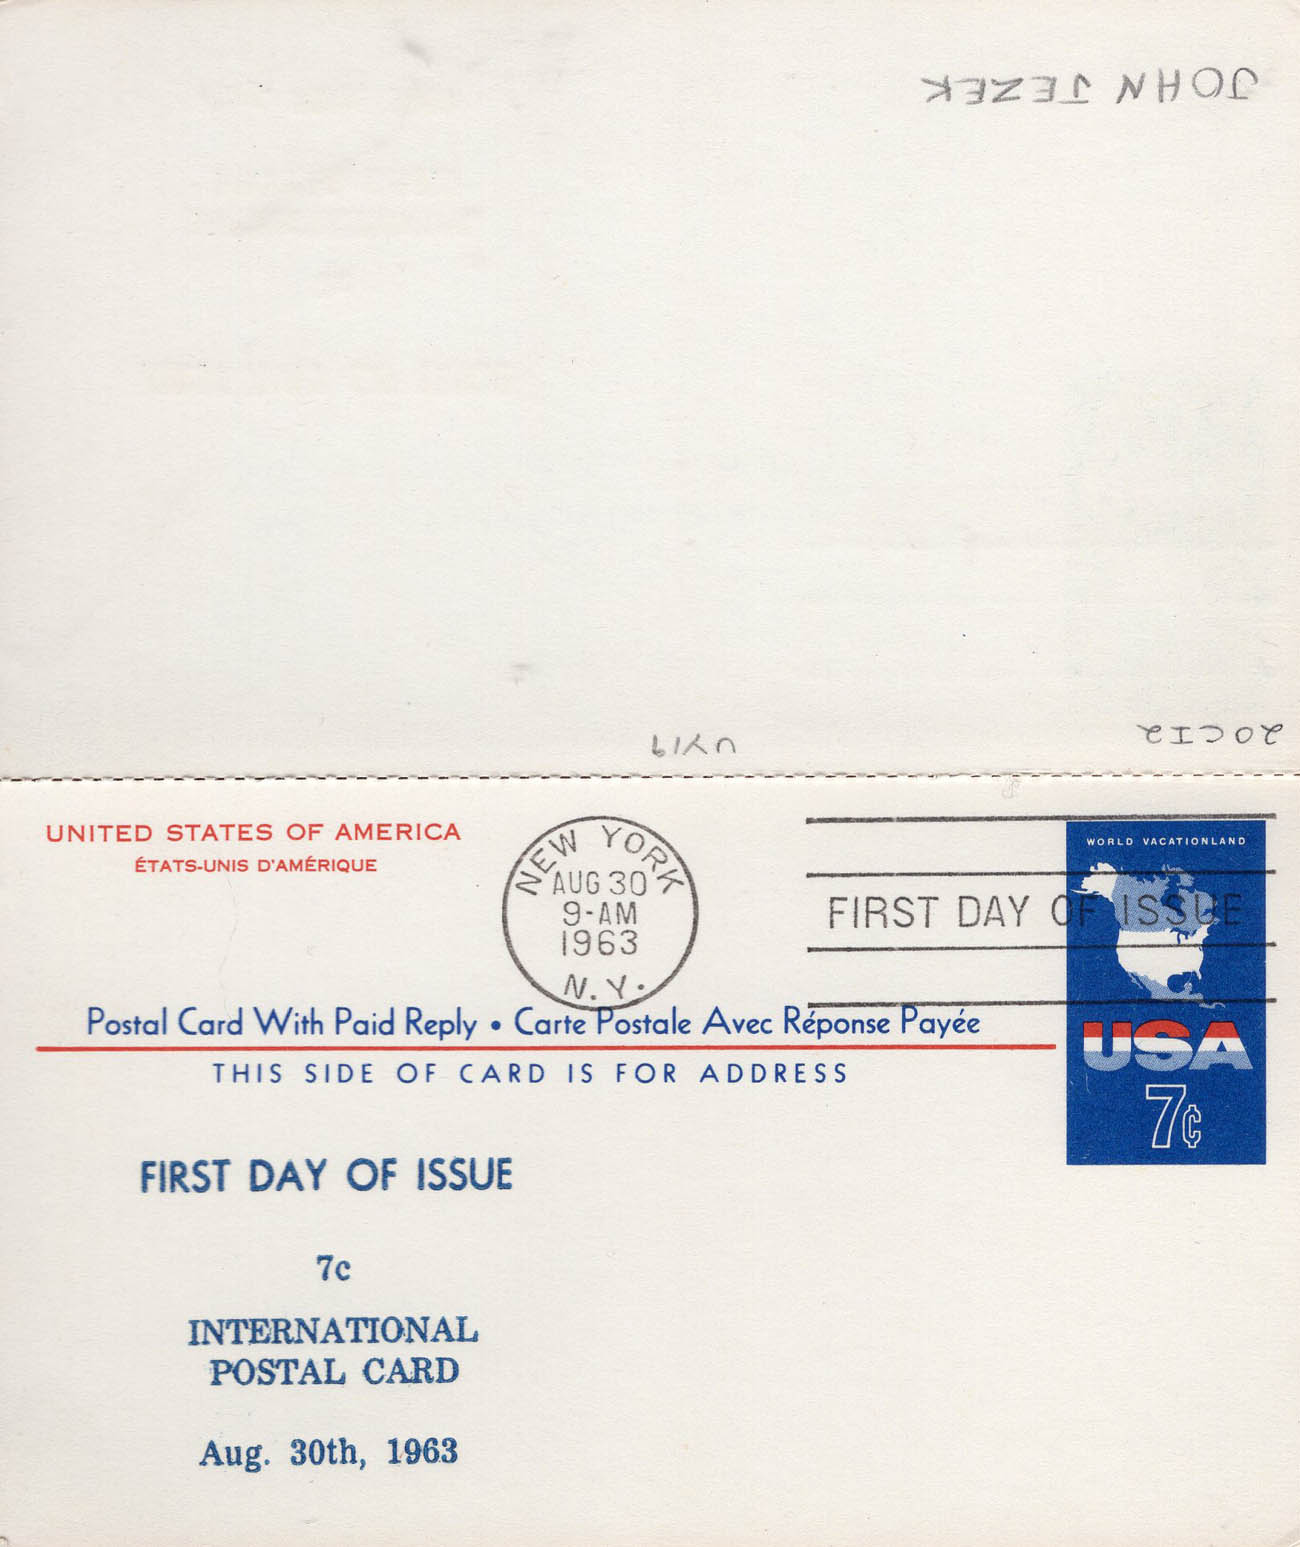 JOHN JEZEK
UY19
20C12
UNITED STATES OF AMERICA
ÉTATS-UNIS D'AMÉRIQUE
NEW YORK
AUG 30
9-AM
1963
N.Y.
FIRST DAY OF ISSUE
WORLD VACATIONLAND
USA
7¢
Postal Card With Paid Reply • Carte Postale Avec Réponse Payée
THIS SIDE OF CARD IS FOR ADDRESS
FIRST DAY OF ISSUE
7c
INTERNATIONAL
POSTAL CARD
Aug. 30th, 1963